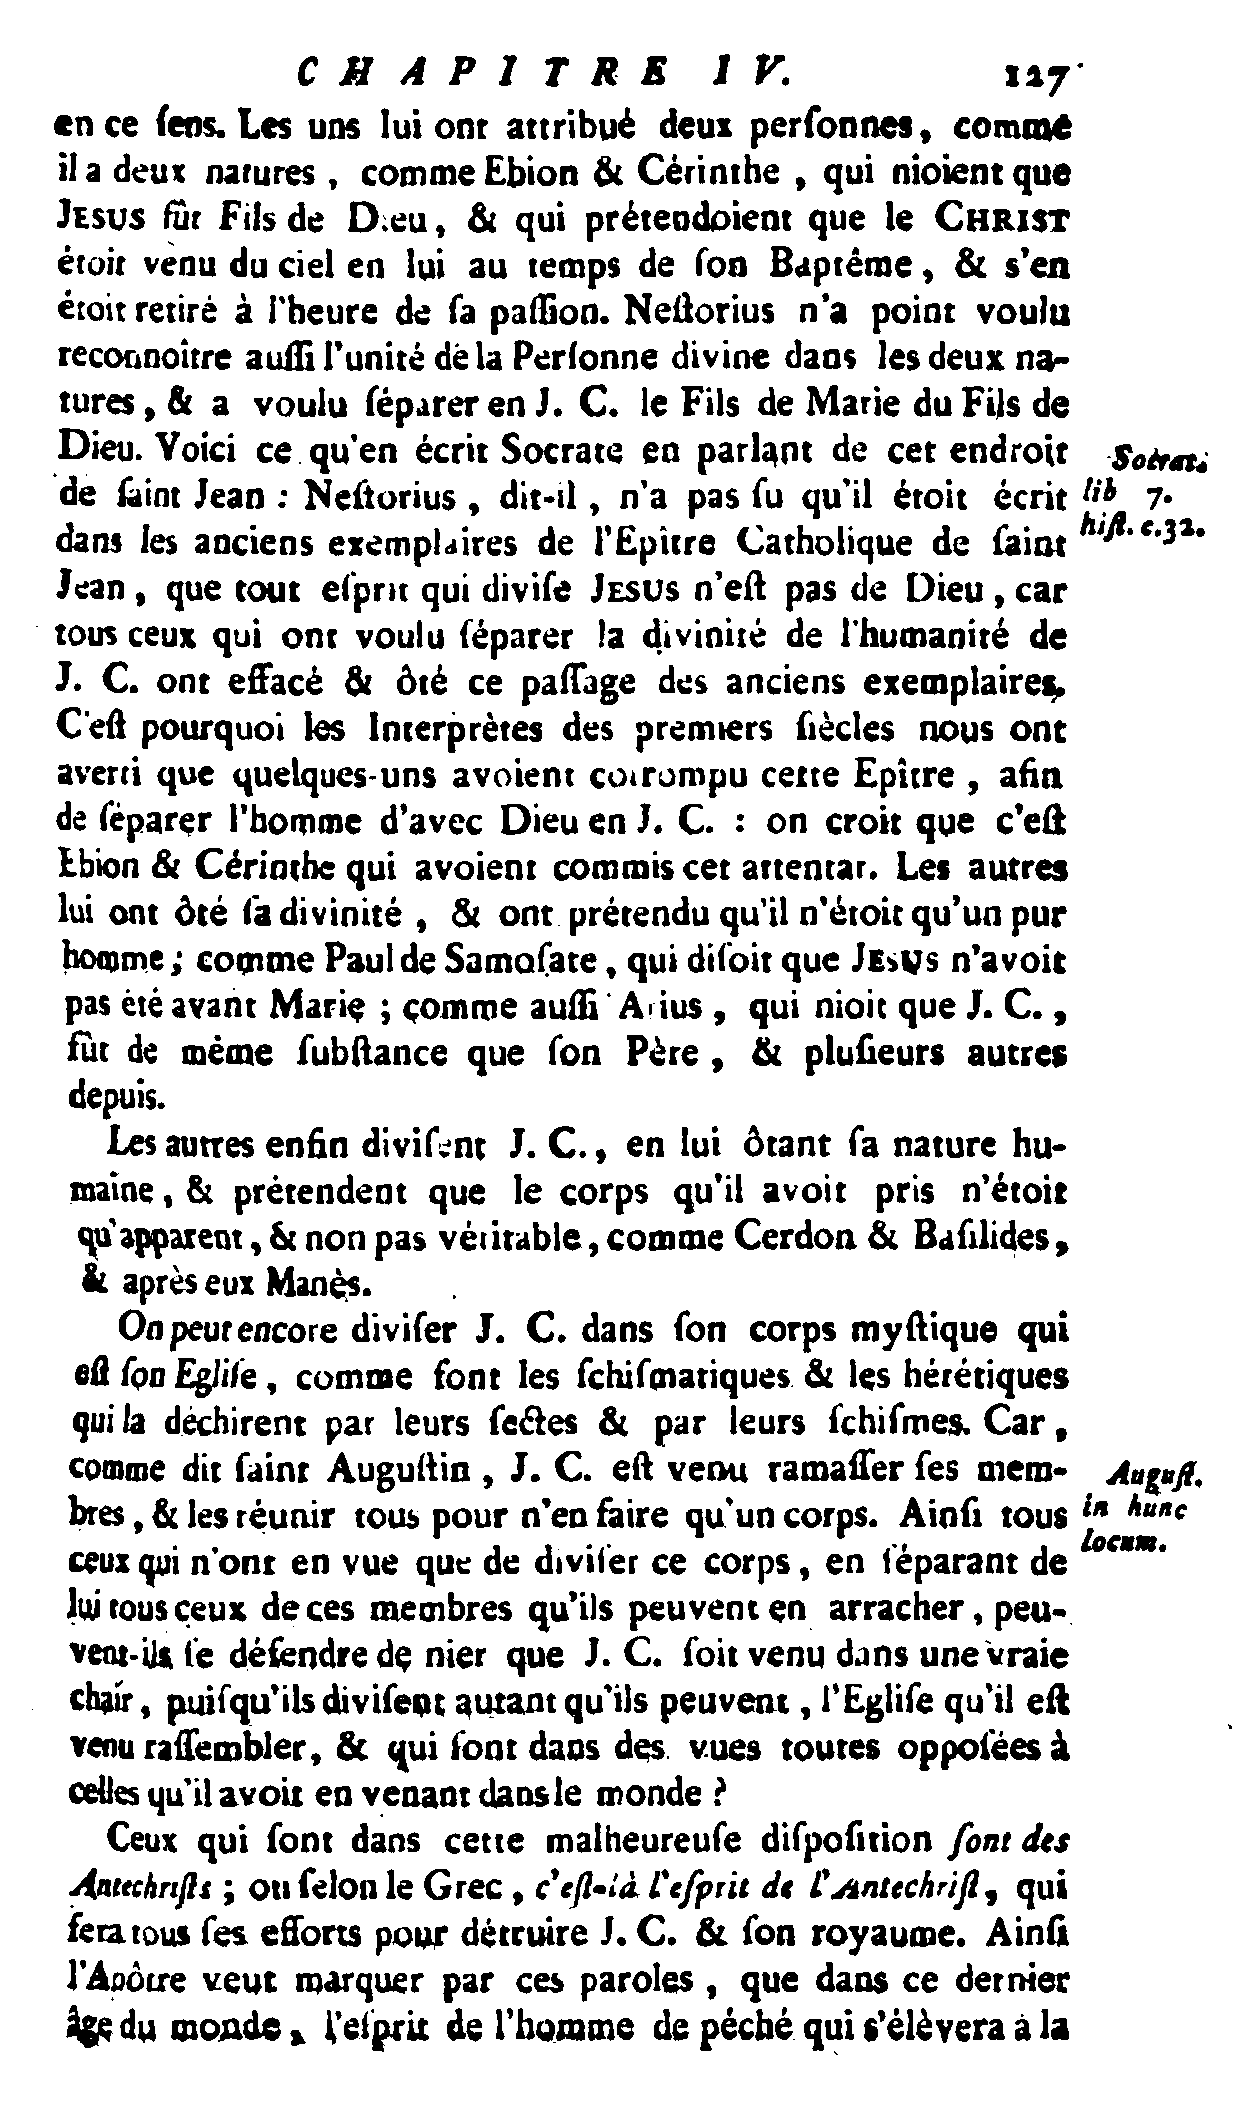 CHAPITRE IV. 127
en ce ſens. Les uns lui ont attribué deux perſonnes, comme
il a deux natures, comme Ebion & Cérinthe, qui nioient que
JESUS fût Fils de Dieu, & qui prétendoient que le CHRIST
étoit venu du ciel en lui au temps de ſon Baptême, & s'en
étoit retiré à l'heure de ſa paſſion. Neſtorius n'a point voulu
reconnoître auſſi l'unité de la Perſonne divine dans les deux na-
tures, & a voulu ſéparer en J. C. le Fils de Marie du Fils de
Dieu. Voici ce qu'en écrit Socrate en parlant de cet endroit
de ſaint Jean : Neſtorius, dit-il, n'a pas ſu qu'il étoit écrit
dans les anciens exemplaires de l'Epître Catholique de ſaint
Jean, que tout eſprit qui diviſe JESUS n'eſt pas de Dieu, car
tous ceux qui ont voulu ſéparer la divinité de l'humanité de
J. C. ont effacé & ôté ce paſſage des anciens exemplaires.
C'eſt pourquoi les Interprètes des premiers ſiècles nous ont
averti que quelques-uns avoient corrompu cette Epître, afin
de ſéparer l'homme d'avec Dieu en J. C. : on croit que c'eſt
Ebion & Cérinthe qui avoient commis cet attentat. Les autres
lui ont ôté ſa divinité, & ont prétendu qu'il n'étoit qu'un pur
homme; comme Paul de Samoſate, qui diſoit que JESUS n'avoit
pas été avant Marie ; comme auſſi Arius, qui nioit que J. C.,
fût de même ſubſtance que ſon Père, & pluſieurs autres
depuis.
Les autres enfin diviſent J. C., en lui ôtant ſa nature hu-
maine, & prétendent que le corps qu'il avoit pris n'étoit
qu'apparent, & non pas véritable, comme Cerdon & Baſilides,
& après eux Manès.
On peut encore diviſer J. C. dans ſon corps myſtique qui
eſt ſon Egliſe, comme font les ſchiſmatiques & les hérétiques
qui la déchirent par leurs ſectes & par leurs ſchiſmes. Car,
comme dit ſaint Auguſtin, J. C. eſt venu ramaſſer ſes mem-
bres, & les réunir tous pour n'en faire qu'un corps. Ainſi tous
ceux qui n'ont en vue que de diviſer ce corps, en ſéparant de
lui tous ceux de ces membres qu'ils peuvent en arracher, peu-
vent-ils ſe défendre de nier que J. C. ſoit venu dans une vraie
chair, puiſqu'ils diviſent autant qu'ils peuvent, l'Egliſe qu'il eſt
venu raſſembler, & qui ſont dans des vues toutes oppoſées à
celles qu'il avoit en venant dans le monde ?
Ceux qui ſont dans cette malheureuſe diſpoſition ſont des
Antechriſts ; ou ſelon le Grec, c'eſt-là l'eſprit de l'Antechriſt, qui
fera tous ſes efforts pour détruire J. C. & ſon royaume. Ainſi
l'Apôtre veut marquer par ces paroles, que dans ce dernier
âge du monde, l'eſprit de l'homme de péché qui s'élèvera à la
Socrat.
lib 7.
hiſt. c. 32.
Auguſt.
in hunc
locum.